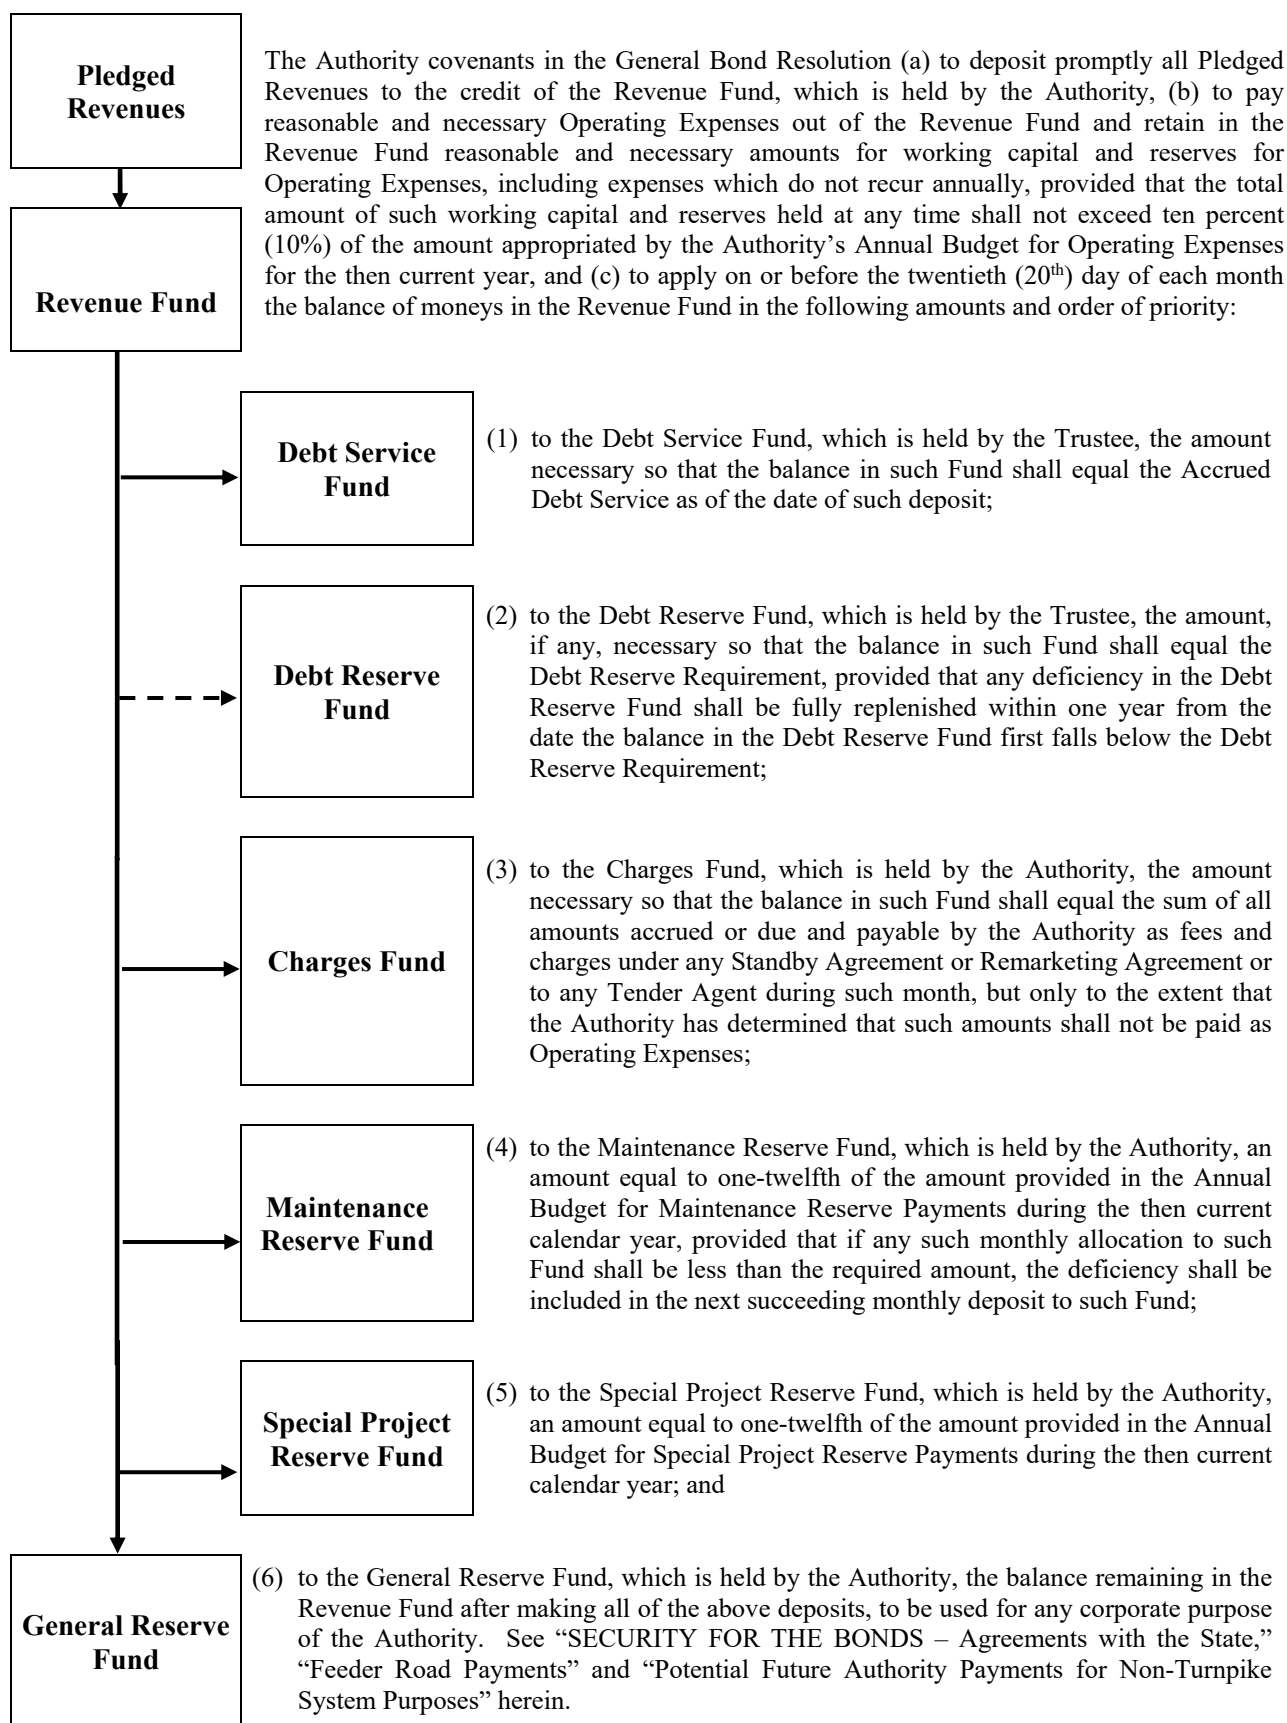 Pledged
Revenues
The Authority covenants in the General Bond Resolution (a) to deposit promptly all Pledged
Revenues to the credit of the Revenue Fund, which is held by the Authority, (b) to pay
reasonable and necessary Operating Expenses out of the Revenue Fund and retain in the
Revenue Fund reasonable and necessary amounts for working capital and reserves for
Operating Expenses, including expenses which do not recur annually, provided that the total
amount of such working capital and reserves held at any time shall not exceed ten percent
(10%) of the amount appropriated by the Authority’s Annual Budget for Operating Expenses
for the then current year, and (c) to apply on or before the twentieth (20th) day of each month
the balance of moneys in the Revenue Fund in the following amounts and order of priority:
Revenue Fund
Debt Service
Fund
(1) to the Debt Service Fund, which is held by the Trustee, the amount
necessary so that the balance in such Fund shall equal the Accrued
Debt Service as of the date of such deposit;
Debt Reserve
Fund
(2) to the Debt Reserve Fund, which is held by the Trustee, the amount,
if any, necessary so that the balance in such Fund shall equal the
Debt Reserve Requirement, provided that any deficiency in the Debt
Reserve Fund shall be fully replenished within one year from the
date the balance in the Debt Reserve Fund first falls below the Debt
Reserve Requirement;
Charges Fund
(3) to the Charges Fund, which is held by the Authority, the amount
necessary so that the balance in such Fund shall equal the sum of all
amounts accrued or due and payable by the Authority as fees and
charges under any Standby Agreement or Remarketing Agreement or
to any Tender Agent during such month, but only to the extent that
the Authority has determined that such amounts shall not be paid as
Operating Expenses;
Maintenance
Reserve Fund
(4) to the Maintenance Reserve Fund, which is held by the Authority, an
amount equal to one-twelfth of the amount provided in the Annual
Budget for Maintenance Reserve Payments during the then current
calendar year, provided that if any such monthly allocation to such
Fund shall be less than the required amount, the deficiency shall be
included in the next succeeding monthly deposit to such Fund;
Special Project
Reserve Fund
(5) to the Special Project Reserve Fund, which is held by the Authority,
an amount equal to one-twelfth of the amount provided in the Annual
Budget for Special Project Reserve Payments during the then current
calendar year; and
General Reserve
Fund
(6) to the General Reserve Fund, which is held by the Authority, the balance remaining in the
Revenue Fund after making all of the above deposits, to be used for any corporate purpose
of the Authority. See “SECURITY FOR THE BONDS – Agreements with the State,”
“Feeder Road Payments” and “Potential Future Authority Payments for Non-Turnpike
System Purposes” herein.